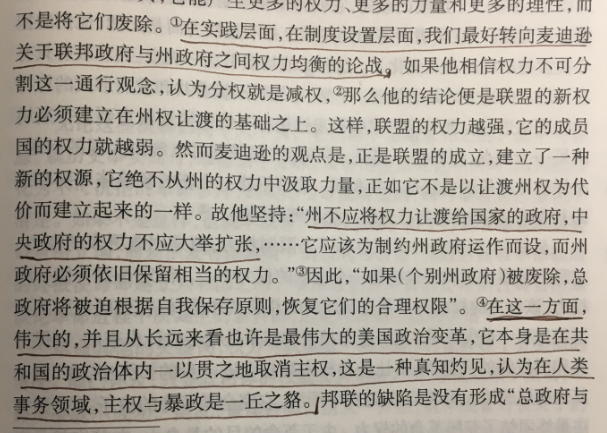 生更多的权力、更多的力量和更多的理性,而
不是将它们废除。①在实践层面,在制度设置层面,我们最好转向麦迪逊
关于联邦政府与州政府之间权力均衡的论战。如果他相信权力不可分
割这一通行观念,认为分权就是减权,②那么他的结论便是联盟的新权
力必须建立在州权让渡的基础之上。这样,联盟的权力越强,它的成员
国的权力就越弱。然而麦迪逊的观点是,正是联盟的成立,建立了一种
新的权源,它绝不从州的权力中汲取力量,正如它不是以让渡州权为代
价而建立起来的一样。故他坚持:“州不应将权力让渡给国家的政府,中
央政府的权力不应大举扩张,……它应该为制约州政府运作而设,而州
政府必须依旧保留相当的权力。”③因此,“如果(个别州政府)被废除,总
政府将被迫根据自我保存原则,恢复它们的合理权限”。④在这一方面,
伟大的,并且从长远来看也许是最伟大的美国政治变革,它本身是在共
和国的政治体内一以贯之地取消主权,这是一种真知灼见,认为在人类
事务领域,主权与暴政是一丘之貉。邦联的缺陷是没有形成“总政府与